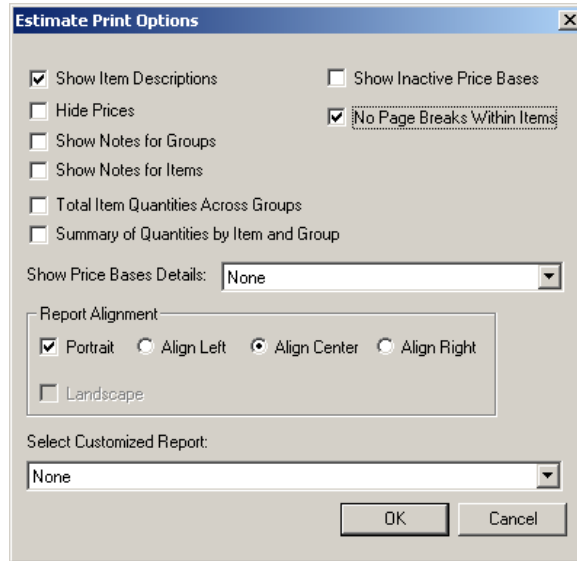 Estimate Print Options
Show Item Descriptions
Show Inactive Price Bases
Hide Prices
No Page Breaks Within Items
Show Notes for Groups
Show Notes for Items
Total Item Quantities Across Groups
Summary of Quantities by Item and Group
Show Price Bases Details: None
Report Alignment
Portrait Align Left Align Center Align Right
Landscape
Select Customized Report:
None
OK Cancel